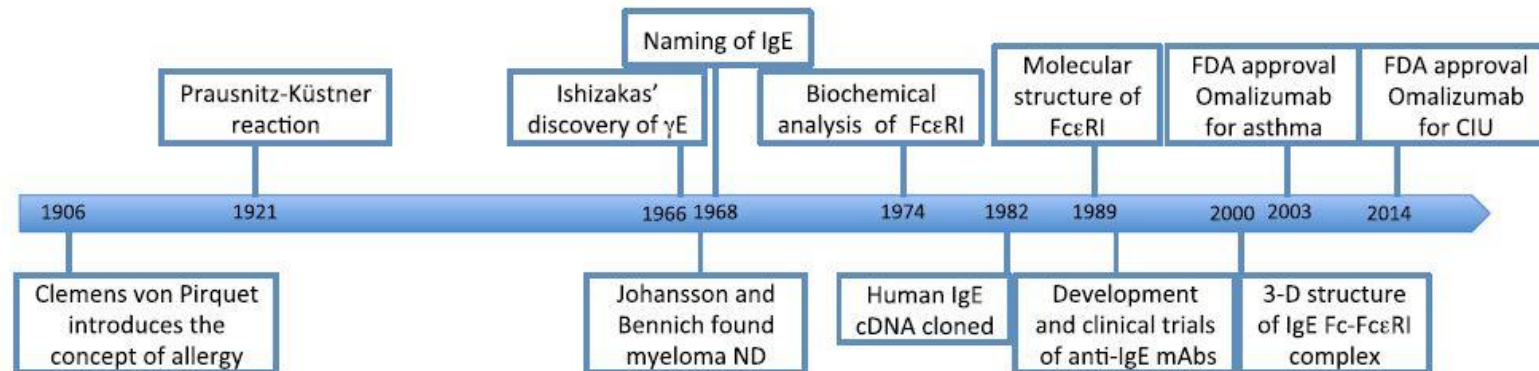 Naming of IgE
Prausnitz-Küstner
reaction
Ishizakas’
discovery of γE
Biochemical
analysis of FcεRI
Molecular
structure of
FcεRI
FDA approval
Omalizumab
for asthma
FDA approval
Omalizumab
for CIU
1906
1921
1966
1968
1974
1982
1989
2000
2003
2014
Clemens von Pirquet
introduces the
concept of allergy
Johansson and
Bennich found
myeloma ND
Human IgE
cDNA cloned
Development
and clinical trials
of anti-IgE mAbs
3-D structure
of IgE Fc-FcεRI
complex